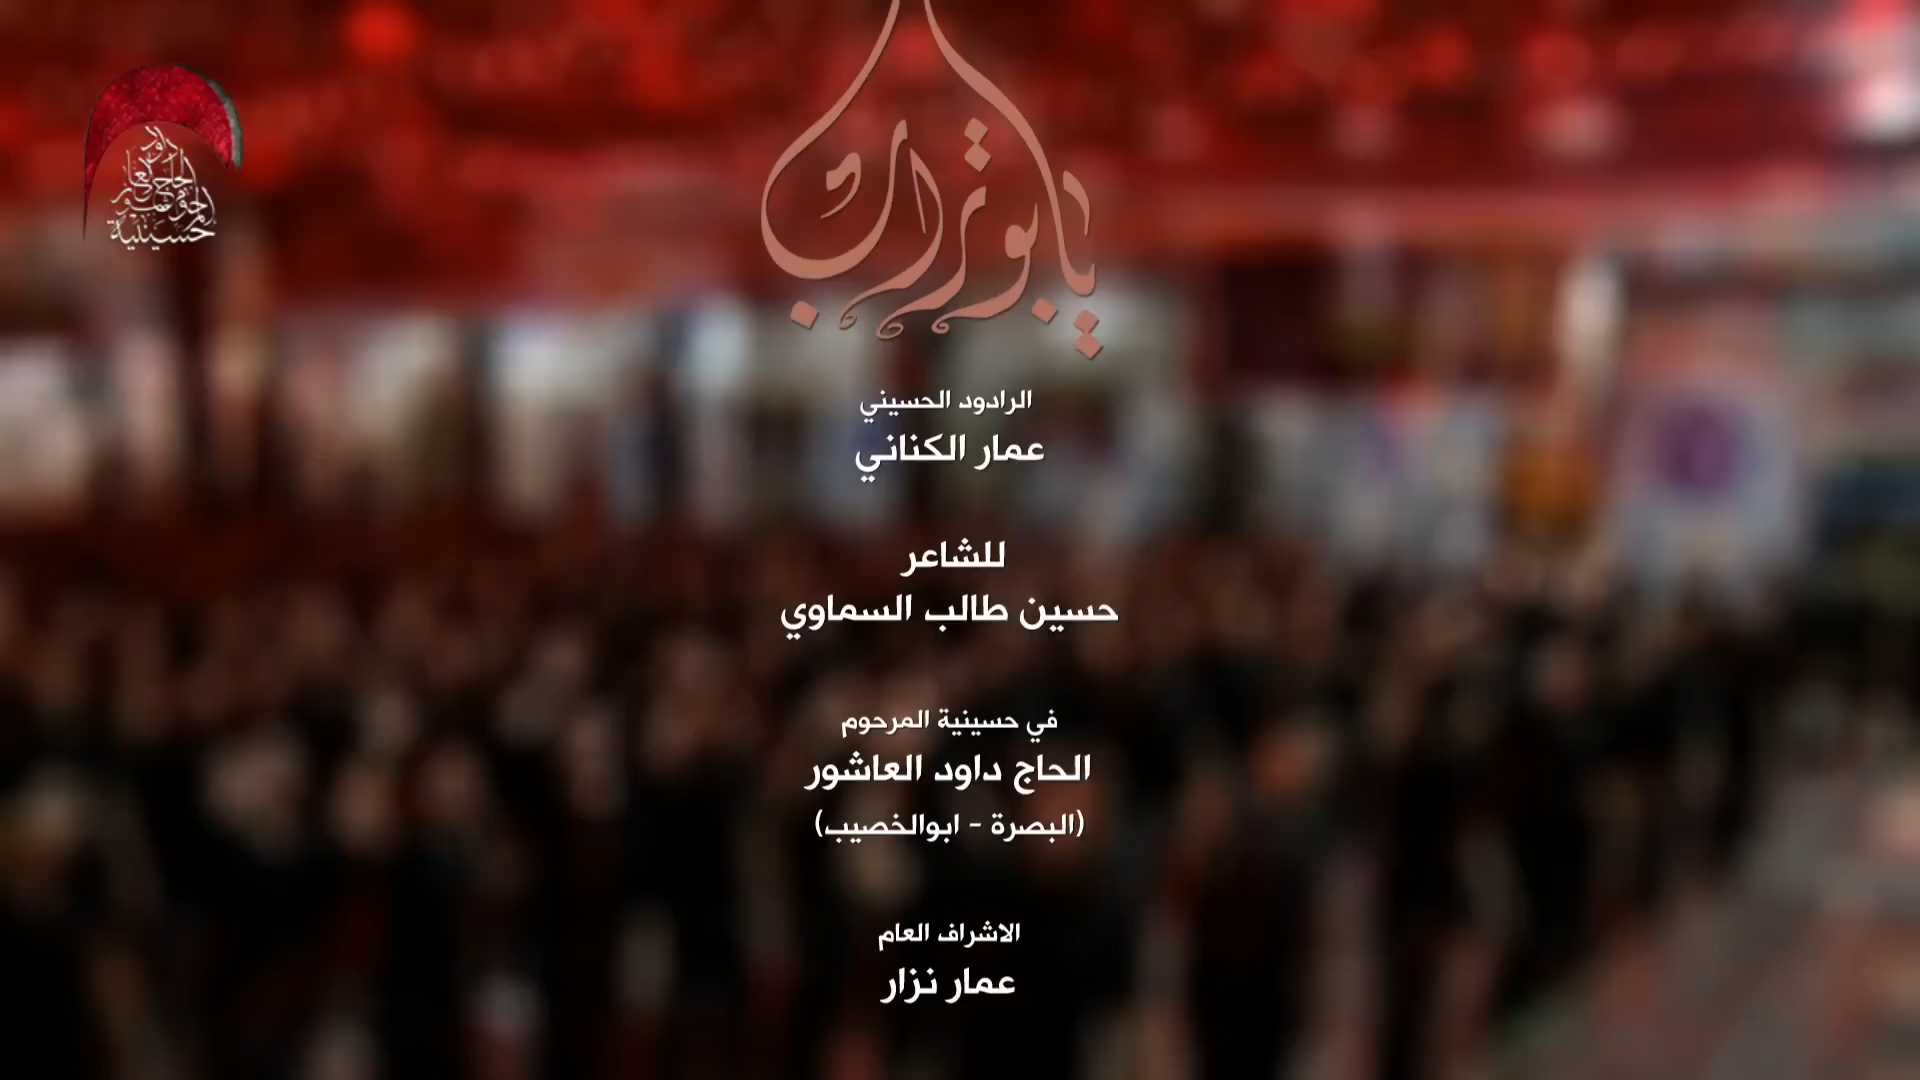 يا بو تراب
الرادود الحسيني
عمار الكناني
للشاعر
حسين طالب السماوي
في حسينية المرحوم
الحاج داود العاشور
(البصرة - ابوالخصيب)
الاشراف العام
عمار نزار